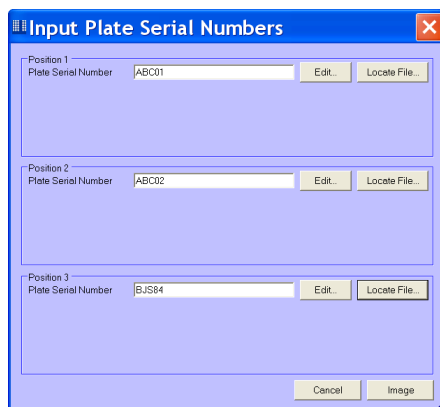 Input Plate Serial Numbers
Position 1
Plate Serial Number ABC01 Edit... Locate File...
Position 2
Plate Serial Number ABC02 Edit... Locate File...
Position 3
Plate Serial Number BJS84 Edit... Locate File...
Cancel Image